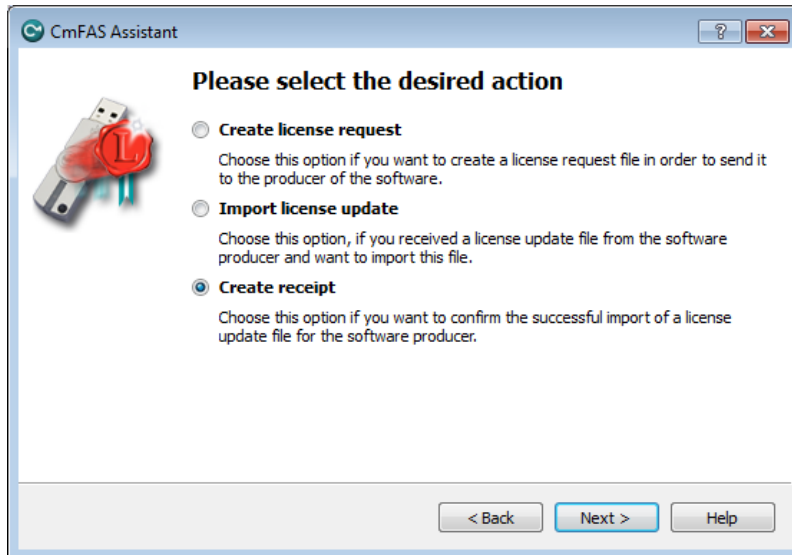 CmFAS Assistant
Please select the desired action
Create license request
Choose this option if you want to create a license request file in order to send it
to the producer of the software.
Import license update
Choose this option, if you received a license update file from the software
producer and want to import this file.
Create receipt
Choose this option if you want to confirm the successful import of a license
update file for the software producer.
L
< Back Next > Help